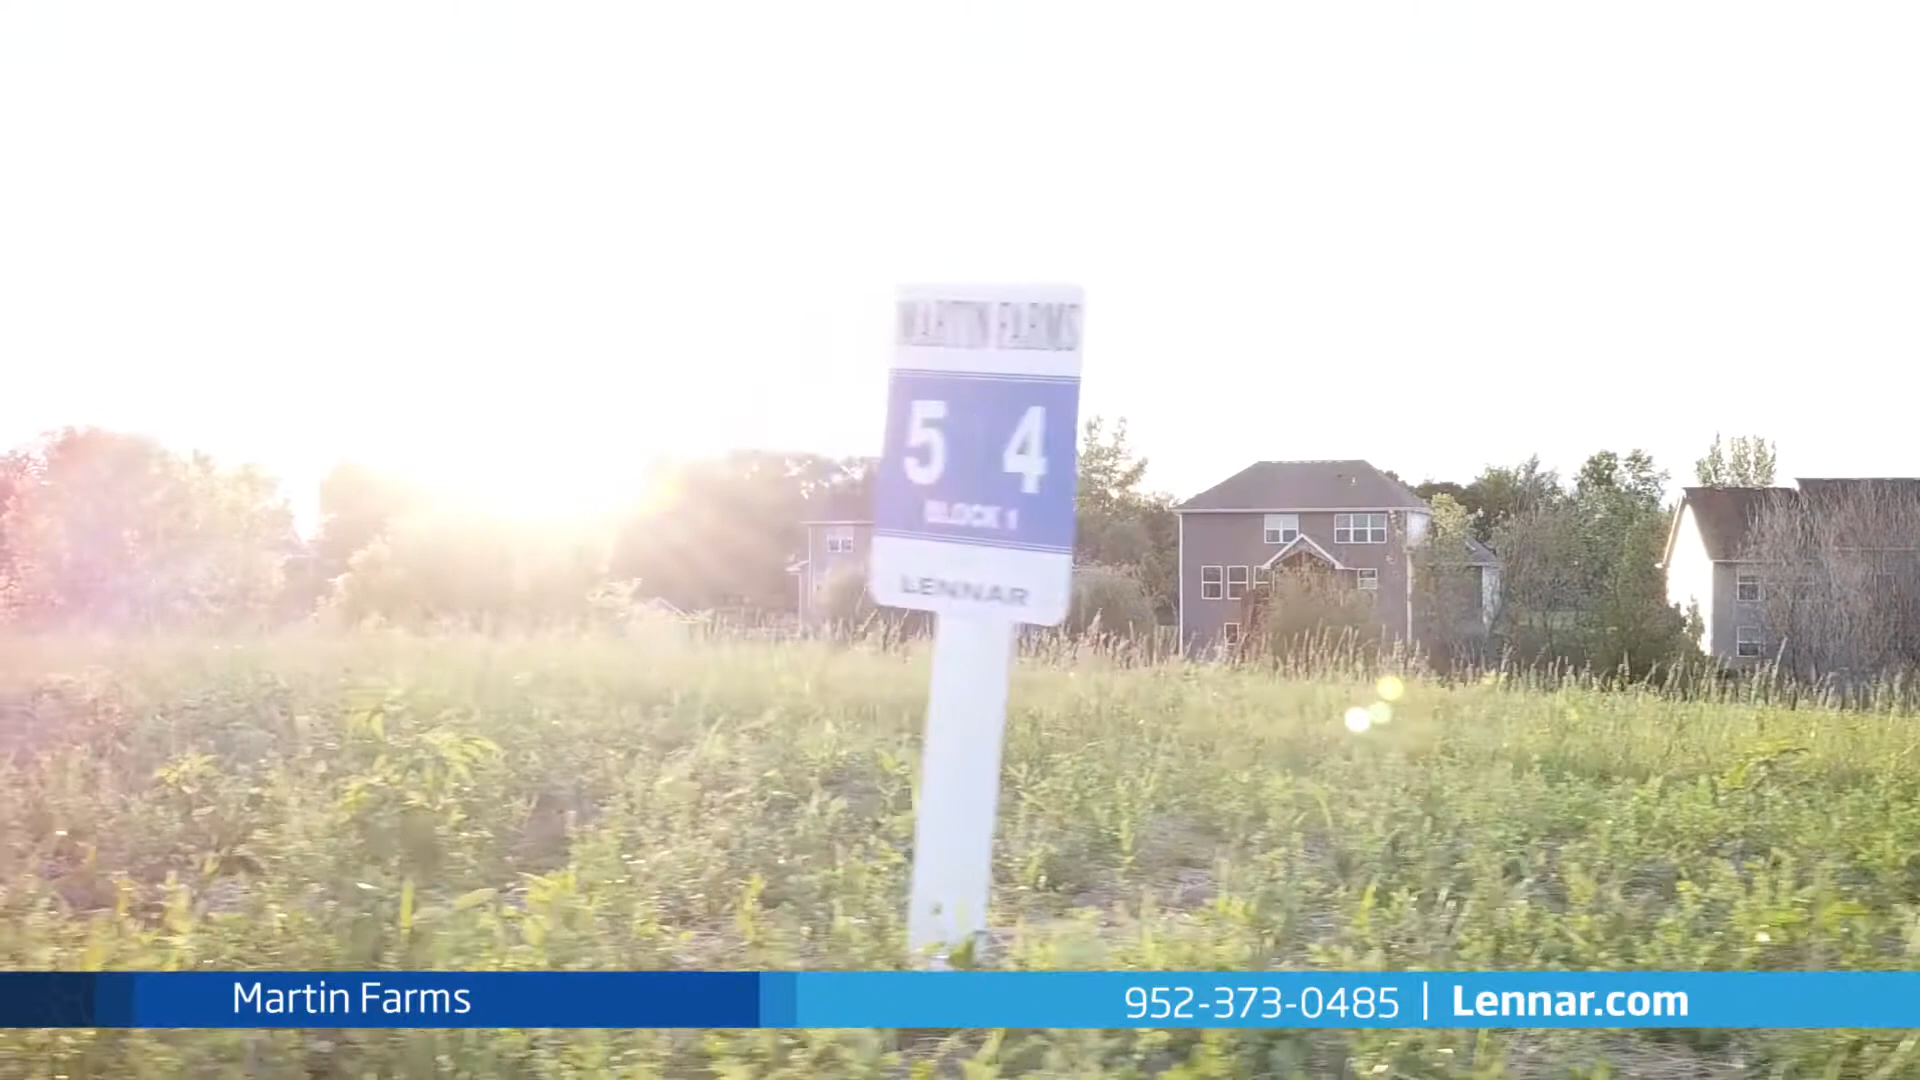 MARTIN FARMS
5 4
BLOCK 1
LENNAR
Martin Farms
952-373-0485 | Lennar.com